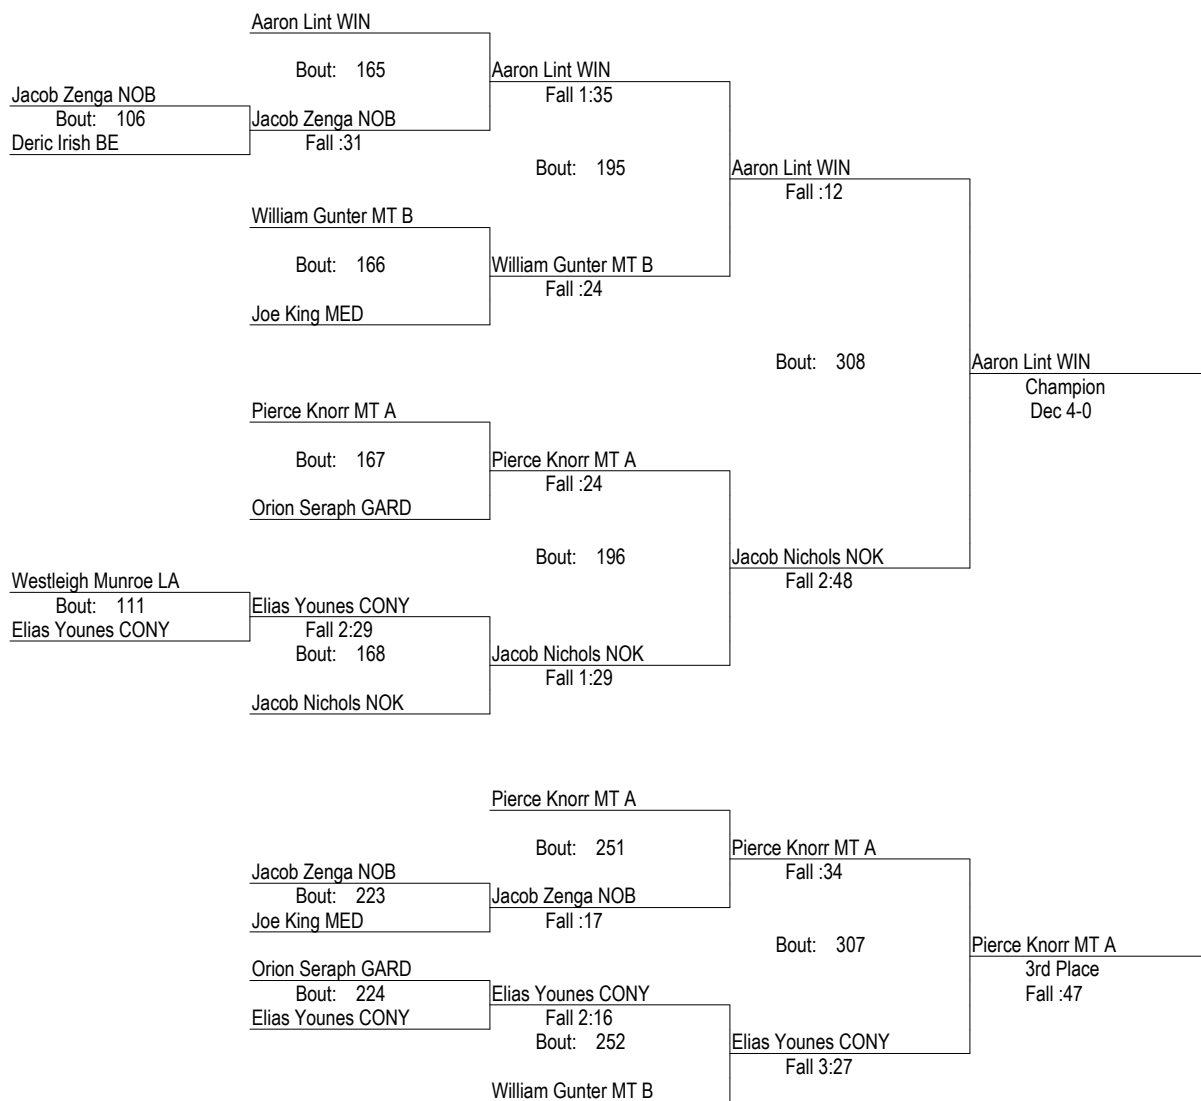 Aaron Lint WIN
Bout: 165
Aaron Lint WIN
Jacob Zenga NOB
Fall 1:35
Bout: 106
Jacob Zenga NOB
Deric Irish BE
Fall :31
Bout: 195
Aaron Lint WIN
Fall :12
William Gunter MT B
Bout: 166
William Gunter MT B
Fall :24
Joe King MED
Bout: 308
Aaron Lint WIN
Champion
Dec 4-0
Pierce Knorr MT A
Bout: 167
Pierce Knorr MT A
Fall :24
Orion Seraph GARD
Bout: 196
Jacob Nichols NOK
Westleigh Munroe LA
Fall 2:48
Bout: 111
Elias Younes CONY
Elias Younes CONY
Fall 2:29
Bout: 168
Jacob Nichols NOK
Fall 1:29
Jacob Nichols NOK
Pierce Knorr MT A
Bout: 251
Pierce Knorr MT A
Jacob Zenga NOB
Fall :34
Bout: 223
Jacob Zenga NOB
Joe King MED
Fall :17
Bout: 307
Pierce Knorr MT A
Orion Seraph GARD
3rd Place
Bout: 224
Elias Younes CONY
Fall :47
Elias Younes CONY
Fall 2:16
Bout: 252
Elias Younes CONY
Fall 3:27
William Gunter MT B